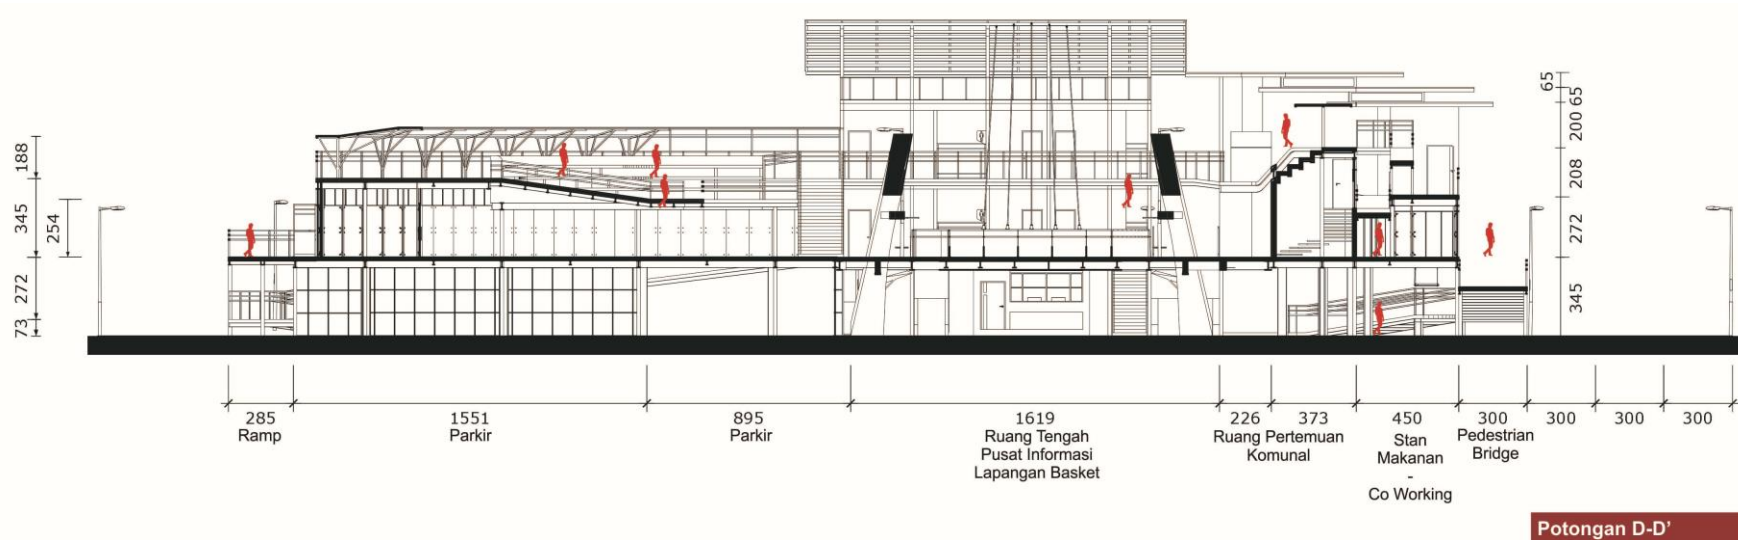 188
345
254
272
73
65
65
200
208
272
345
285
Ramp
1551
Parkir
895
Parkir
1619
Ruang Tengah
Pusat Informasi
Lapangan Basket
226
373
Ruang Pertemuan
Komunal
450
Stan
Makanan
-
Co Working
300
Pedestrian
Bridge
300
300
300
Potongan D-D'